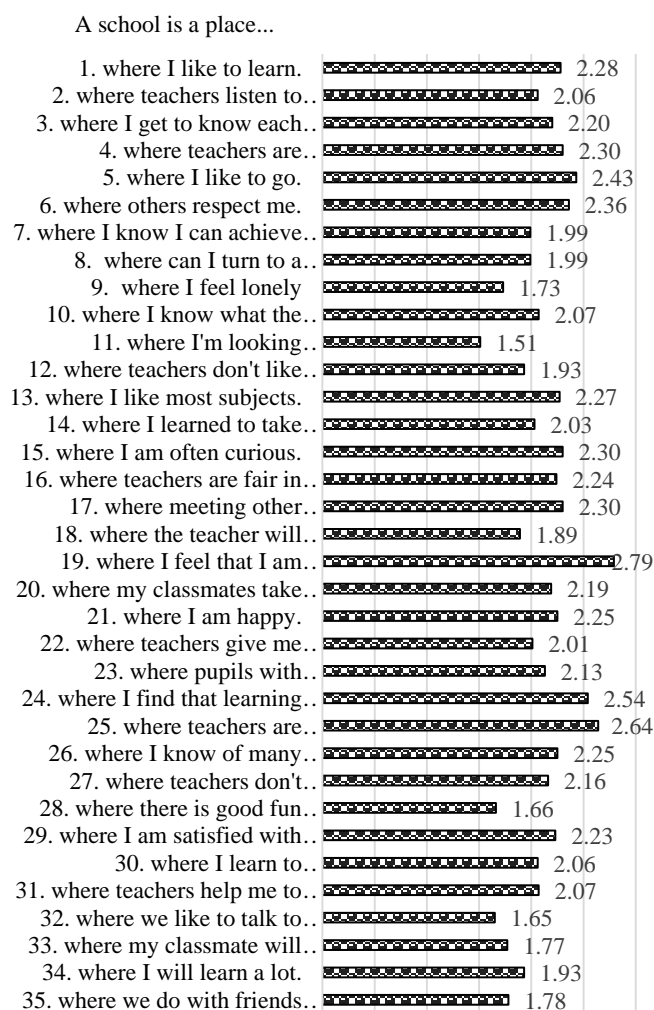 A school is a place...
1. where I like to learn. 2.28
2. where teachers listen to.. 2.06
3. where I get to know each.. 2.20
4. where teachers are.. 2.30
5. where I like to go. 2.43
6. where others respect me. 2.36
7. where I know I can achieve.. 1.99
8. where can I turn to a.. 1.99
9. where I feel lonely 1.73
10. where I know what the.. 2.07
11. where I'm looking.. 1.51
12. where teachers don't like.. 1.93
13. where I like most subjects. 2.27
14. where I learned to take.. 2.03
15. where I am often curious. 2.30
16. where teachers are fair in.. 2.24
17. where meeting other.. 2.30
18. where the teacher will.. 1.89
19. where I feel that I am.. 2.79
20. where my classmates take.. 2.19
21. where I am happy. 2.25
22. where teachers give me.. 2.01
23. where pupils with.. 2.13
24. where I find that learning.. 2.54
25. where teachers are.. 2.64
26. where I know of many.. 2.25
27. where teachers don't.. 2.16
28. where there is good fun.. 1.66
29. where I am satisfied with.. 2.23
30. where I learn to.. 2.06
31. where teachers help me to.. 2.07
32. where we like to talk to.. 1.65
33. where my classmate will.. 1.77
34. where I will learn a lot. 1.93
35. where we do with friends.. 1.78